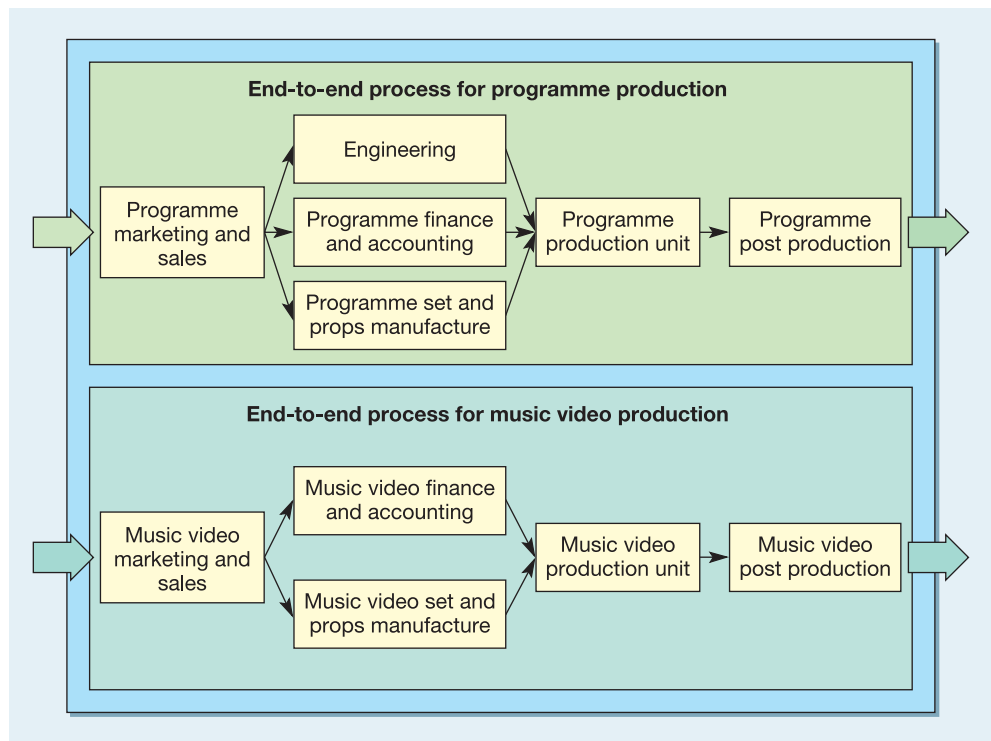 End-to-end process for programme production
Engineering
Programme
marketing and
sales
Programme finance
and accounting
Programme set and
props manufacture
Programme
production unit
Programme
post production
End-to-end process for music video production
Music video
marketing and
sales
Music video finance
and accounting
Music video set and
props manufacture
Music video
production unit
Music video
post production